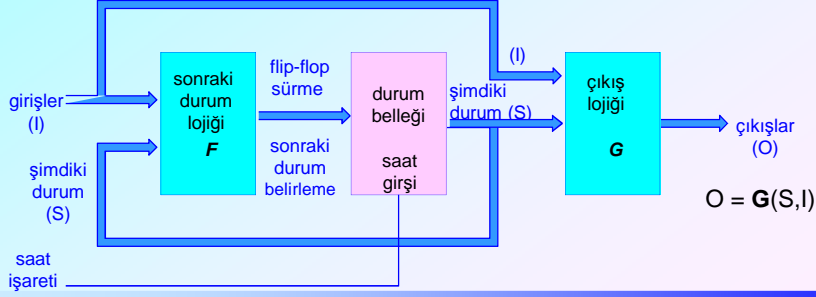 girişler
(I)
şimdiki
durum
(S)
saat
işareti
sonraki
durum
lojiği
F
flip-flop
sürme
sonraki
durum
belirleme
durum
belleği
saat
girşi
şimdiki
durum (S)
(I)
çıkış
lojiği
G
çıkışlar
(O)
O = G(S,I)